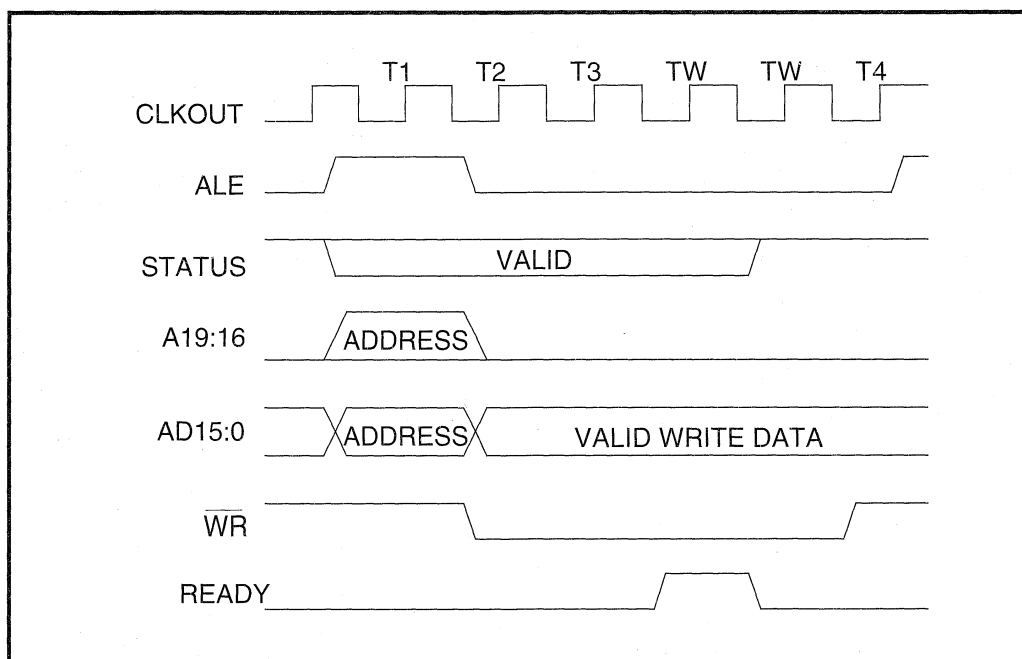 T1 T2 T3 TW TW T4
CLKOUT
ALE
STATUS VALID
A19:16 ADDRESS
AD15:0 ADDRESS VALID WRITE DATA
WR
READY